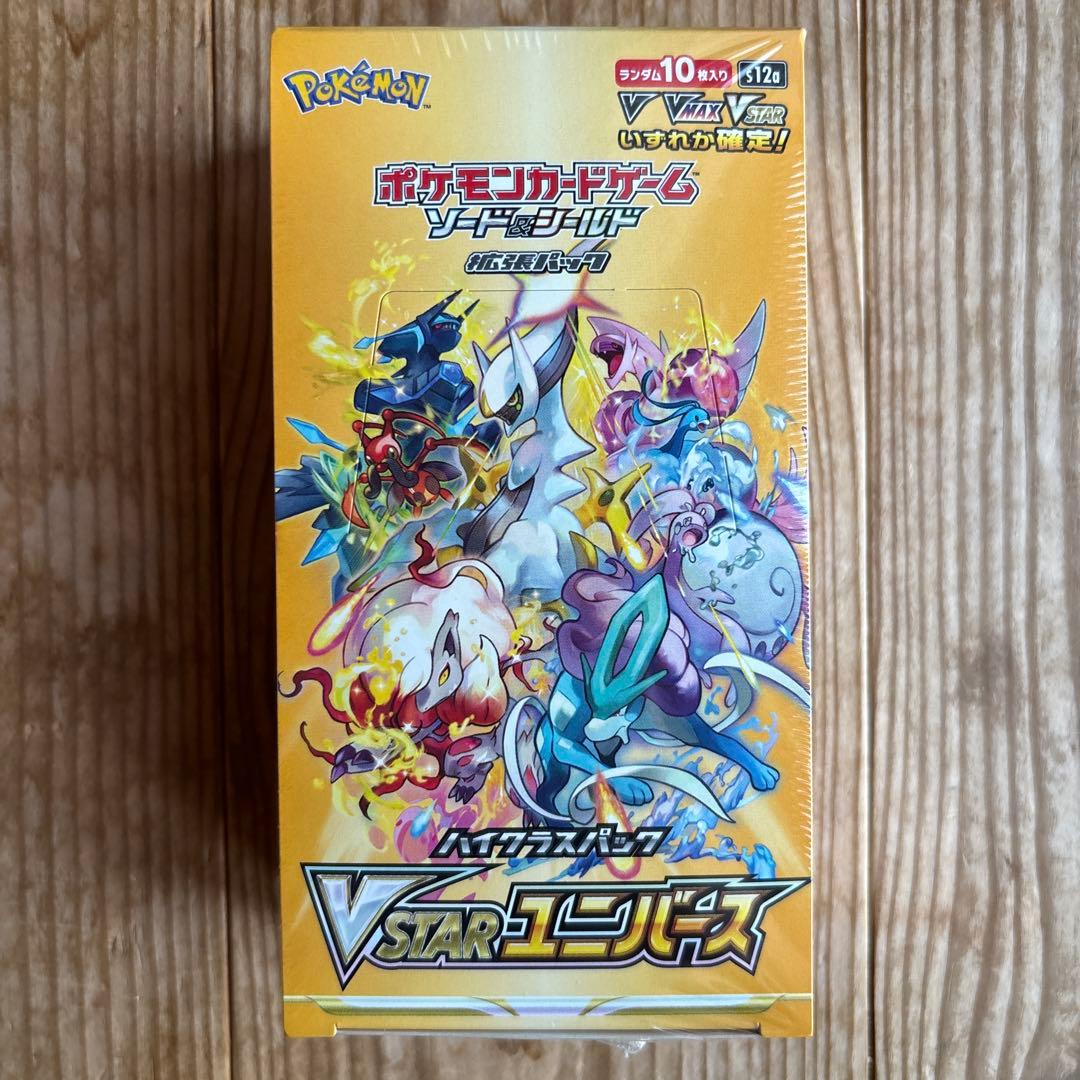 POKéMON™
ランダム10枚入り s12a
V VMAX VSTAR
いずれか確定!
ポケモンカードゲーム™
ソード&シールド
拡張パック
ハイクラスパック
VSTARユニバース